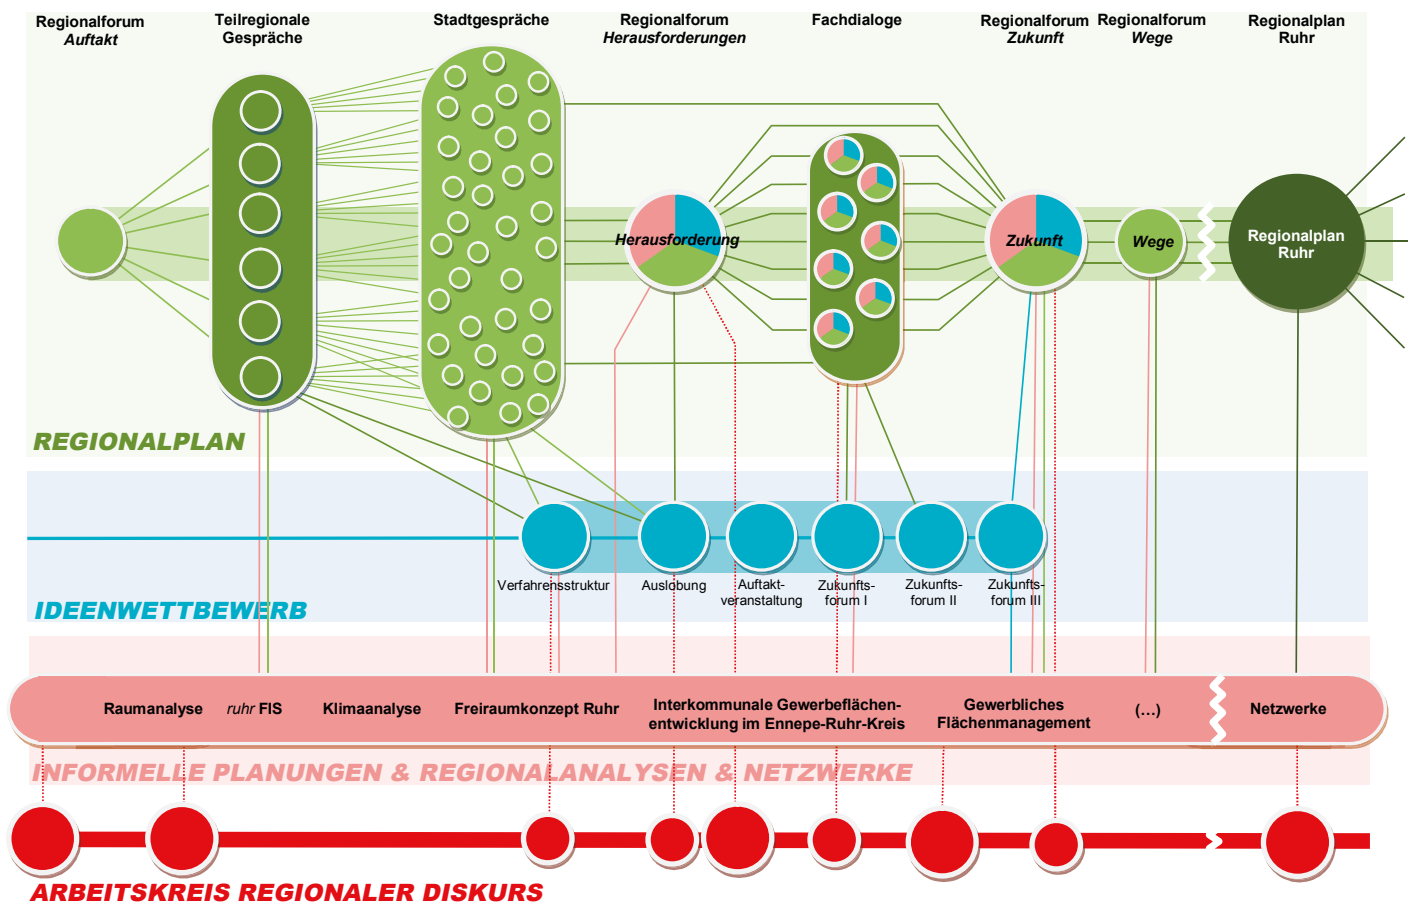 Regionalforum
Auftakt
Teilregionale
Gespräche
Stadtgespräche
Regionalforum
Herausforderungen
Fachdialoge
Regionalforum
Zukunft
Regionalforum
Wege
Regionalplan
Ruhr
Herausforderung
Zukunft
Wege
Regionalplan
Ruhr
REGIONALPLAN
Verfahrensstruktur
Auslobung
Auftakt-
veranstaltung
Zukunfts-
forum I
Zukunfts-
forum II
Zukunfts-
forum III
IDEENWETTBEWERB
Raumanalyse
ruhr FIS
Klimaanalyse
Freiraumkonzept Ruhr
Interkommunale Gewerbeflächen-
entwicklung im Ennepe-Ruhr-Kreis
Gewerbliches
Flächenmanagement
(...)
Netzwerke
INFORMELLE PLANUNGEN & REGIONALANALYSEN & NETZWERKE
ARBEITSKREIS REGIONALER DISKURS